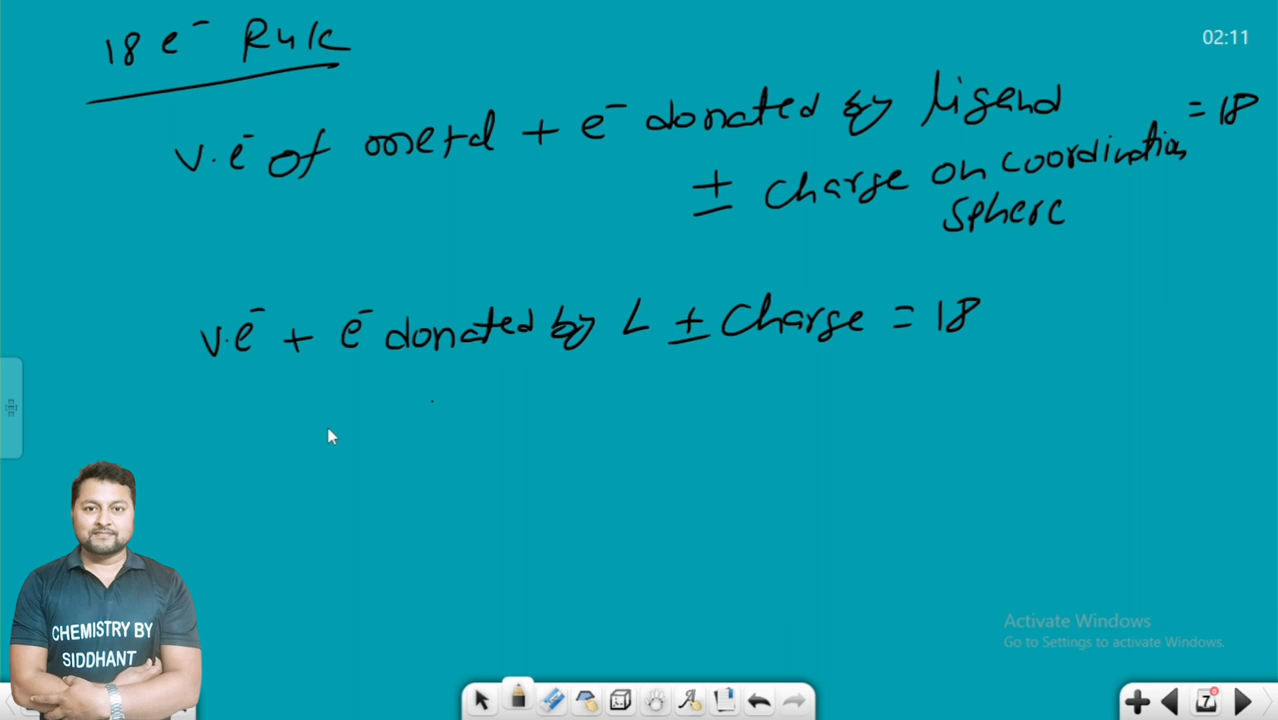 18 e⁻ Rule
02:11
v.e⁻ of metal + e⁻ donated by ligand
± charge on coordination = 18
sphere
v.e⁻ + e⁻ donated by L ± charge = 18
CHEMISTRY BY
SIDDHANT
Activate Windows
Go to Settings to activate Windows.
7